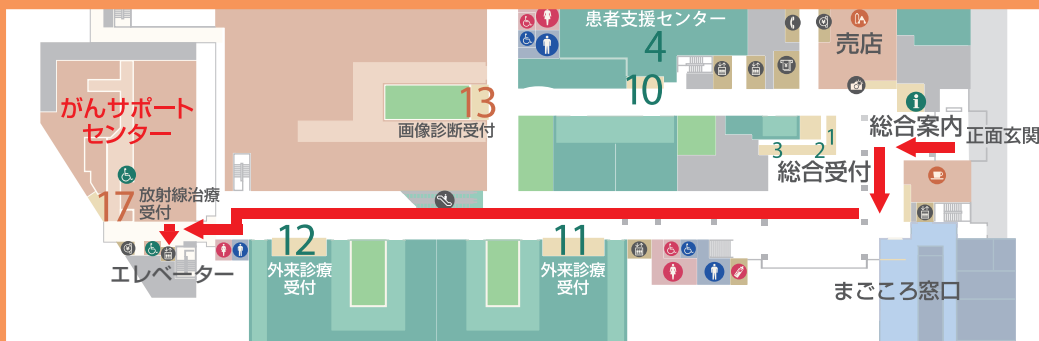 患者支援センター
4
10
売店
13
画像診断受付
がんサポート
センター
総合案内
正面玄関
1
2
3
総合受付
17
放射線治療
受付
12
外来診療
受付
11
外来診療
受付
エレベーター
まごころ窓口